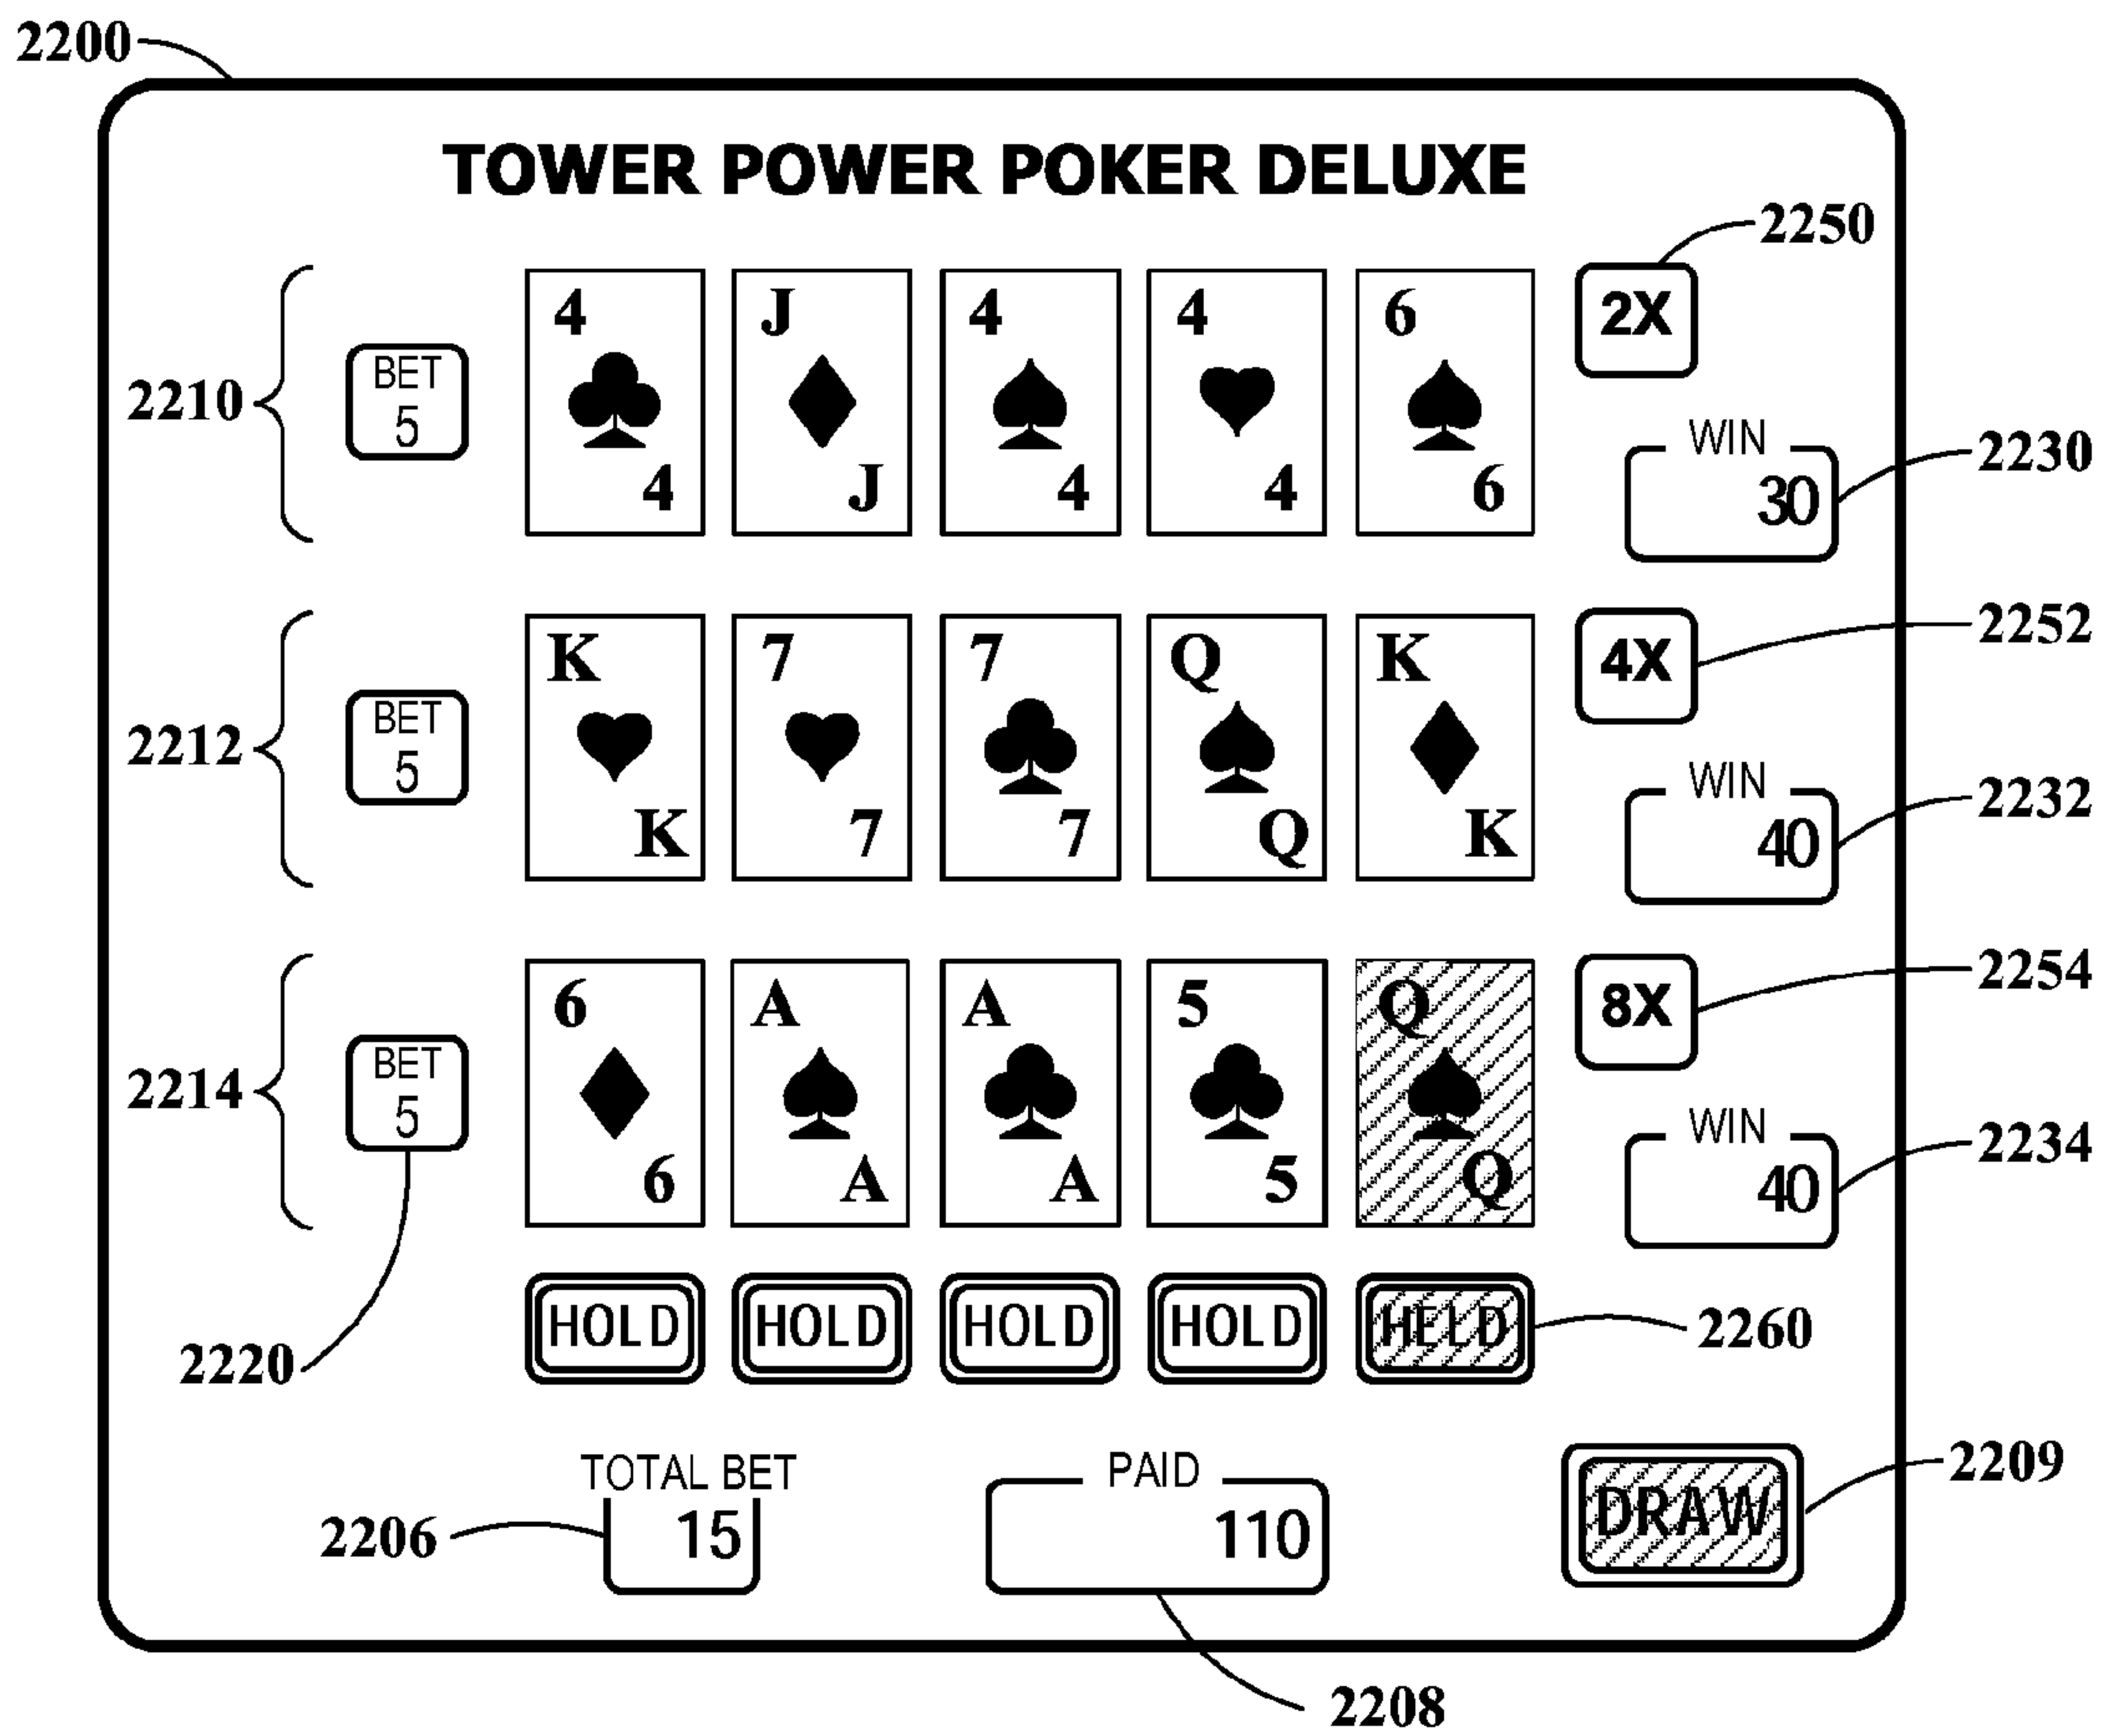 2200
TOWER POWER POKER DELUXE
2250
4 J 4 4 6
2X
BET
5
2210
WIN
30
2230
4 J 4 4 6
K 7 7 Q K
4X
2252
BET
5
2212
WIN
40
2232
K 7 7 Q K
6 A A 5 Q
8X
2254
BET
5
2214
WIN
40
2234
6 A A 5 Q
HOLD HOLD HOLD HOLD HELD
2260
2220
TOTAL BET
15
2206
PAID
110
DRAW
2209
2208